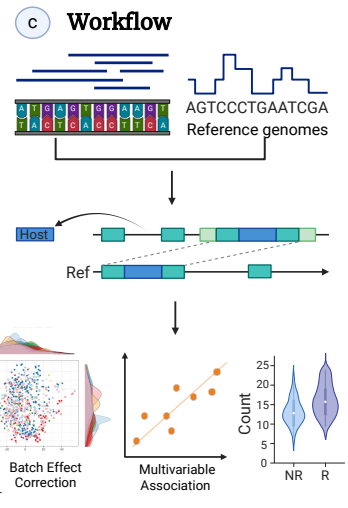 C Workflow
A T G A G T G G A A G T
T A C T C A C C T T C A
AGTCCCTGAATCGA
Reference genomes
Host
Ref
Count
25
20
15
10
5
0
NR R
Batch Effect
Correction
Multivariable
Association